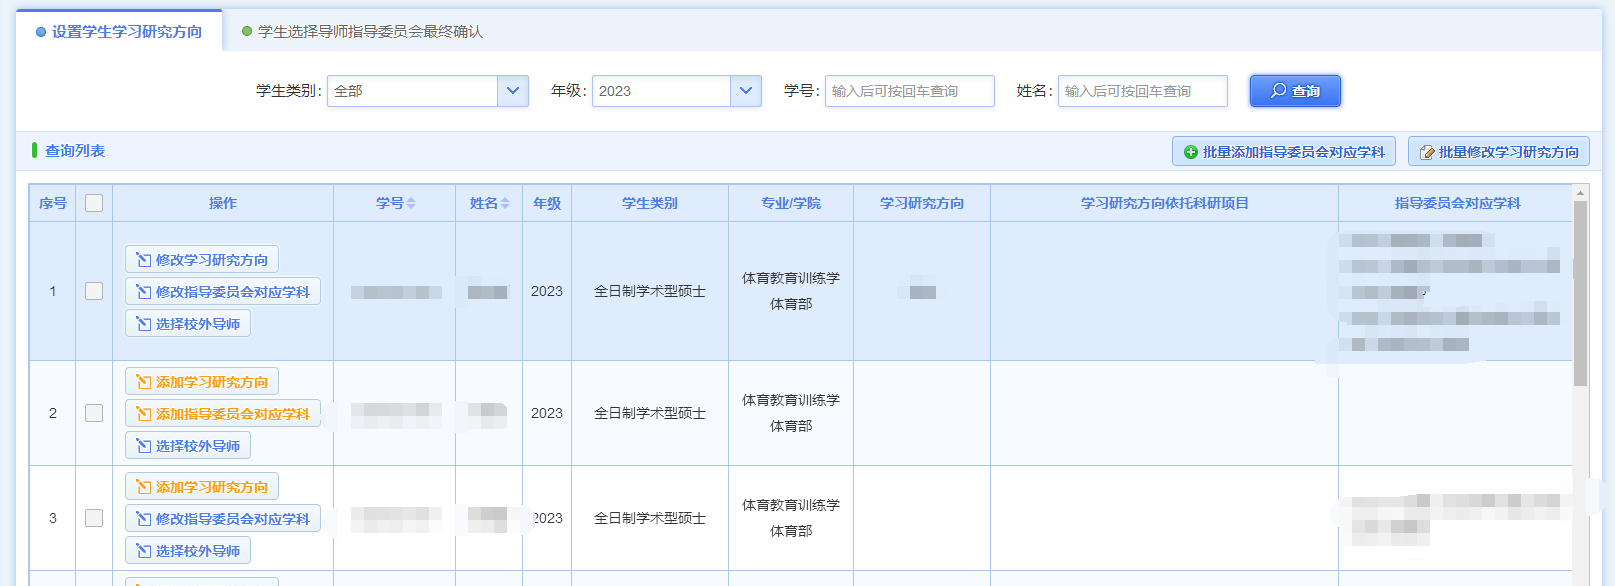 设置学生学习研究方向
学生选择导师指导委员会最终确认
学生类别: 全部 年级: 2023 学号: 输入后可按回车查询 姓名: 输入后可按回车查询 查询
查询列表 批量添加指导委员会对应学科 批量修改学习研究方向
序号 操作 学号 姓名 年级 学生类别 专业/学院 学习研究方向 学习研究方向依托科研项目 指导委员会对应学科
1
修改学习研究方向
修改指导委员会对应学科
选择校外导师
2023
全日制学术型硕士
体育教育训练学
体育部
2
添加学习研究方向
添加指导委员会对应学科
选择校外导师
2023
全日制学术型硕士
体育教育训练学
体育部
3
添加学习研究方向
修改指导委员会对应学科
选择校外导师
2023
全日制学术型硕士
体育教育训练学
体育部